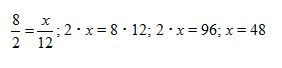 8/2 = x/12 ; 2 · x = 8 · 12; 2 · x = 96; x = 48